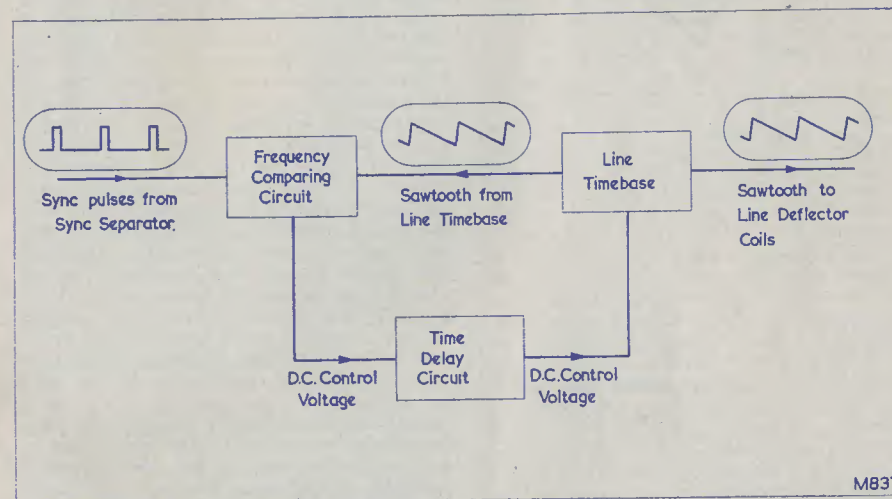 Sync pulses from
Sync Separator.
Frequency
Comparing
Circuit
Sawtooth from
Line Timebase
Line
Timebase
Sawtooth to
Line Deflector
Coils
D.C. Control
Voltage
Time
Delay
Circuit
D.C. Control
Voltage